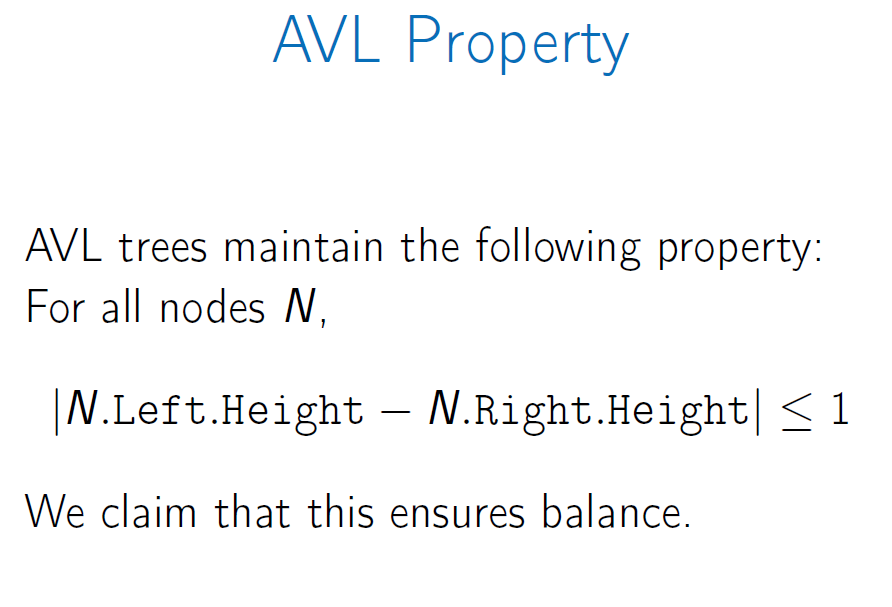 AVL Property
AVL trees maintain the following property:
For all nodes N,
|N.Left.Height – N.Right.Height| ≤ 1
We claim that this ensures balance.